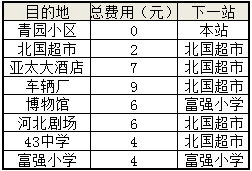 目的地 总费用（元） 下一站
青园小区 0 本站
北国超市 2 北国超市
亚太大酒店 7 北国超市
车辆厂 9 北国超市
博物馆 6 富强小学
河北剧场 6 北国超市
43中学 4 北国超市
富强小学 4 富强小学